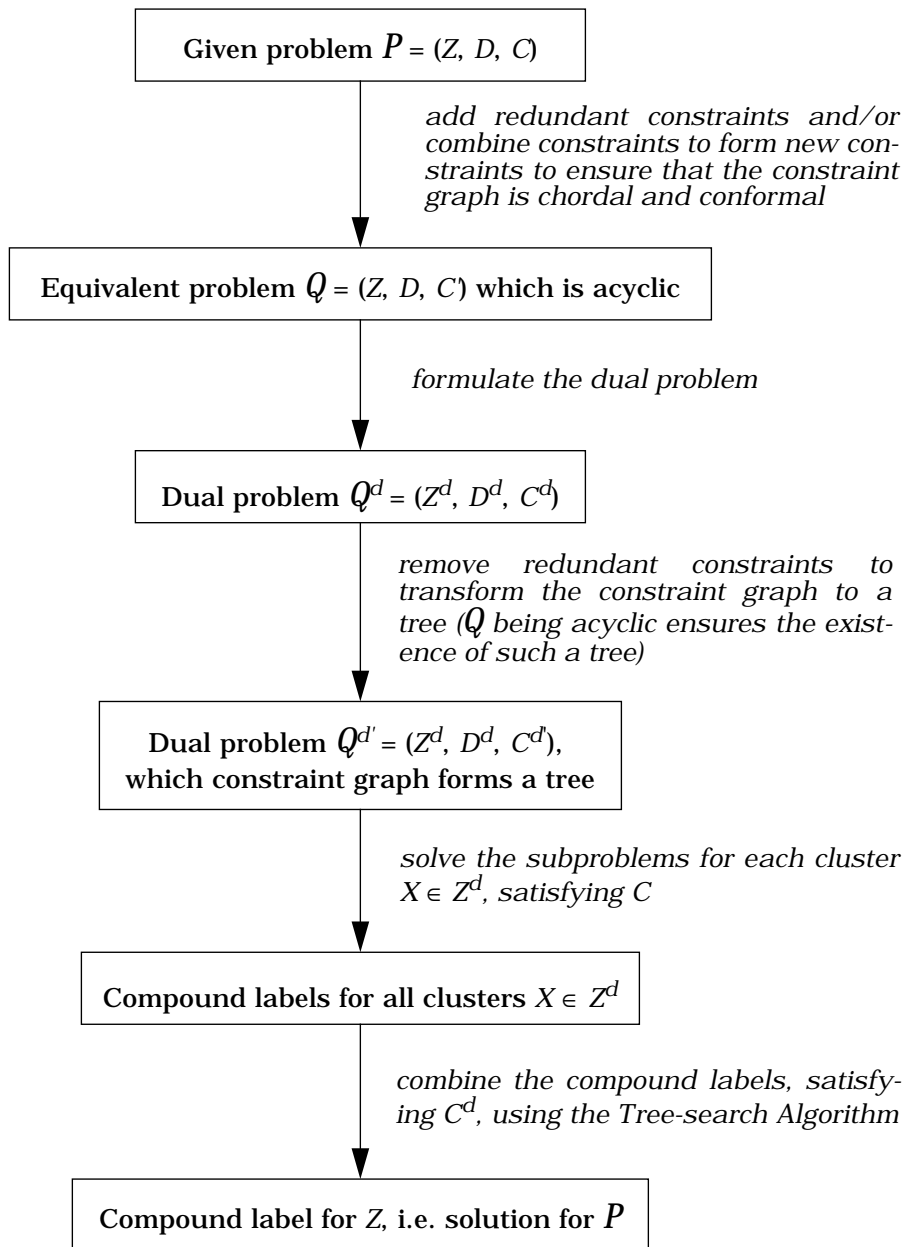 Given problem P = (Z, D, C)
add redundant constraints and/or
combine constraints to form new con-
straints to ensure that the constraint
graph is chordal and conformal
Equivalent problem Q = (Z, D, C') which is acyclic
formulate the dual problem
Dual problem Q^d = (Z^d, D^d, C^d)
remove redundant constraints to
transform the constraint graph to a
tree (Q being acyclic ensures the exist-
ence of such a tree)
Dual problem Q^d' = (Z^d, D^d, C^d'),
which constraint graph forms a tree
solve the subproblems for each cluster
X ∈ Z^d, satisfying C
Compound labels for all clusters X ∈ Z^d
combine the compound labels, satisfy-
ing C^d, using the Tree-search Algorithm
Compound label for Z, i.e. solution for P